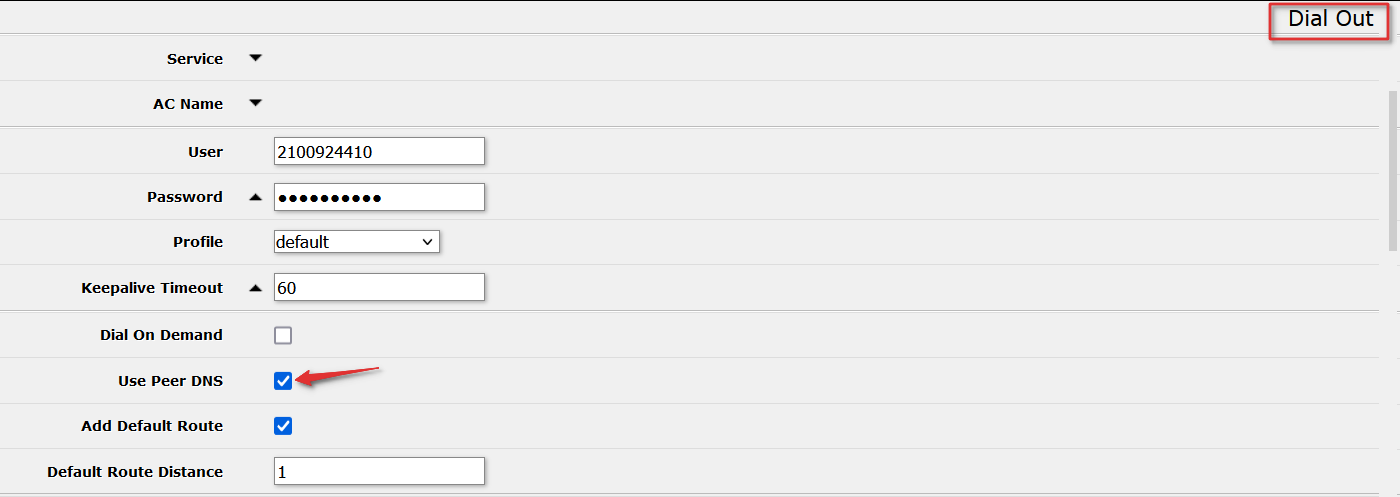 Dial Out
Service
AC Name
User 2100924410
Password ●●●●●●●●●●
Profile default
Keepalive Timeout 60
Dial On Demand
Use Peer DNS
Add Default Route
Default Route Distance 1